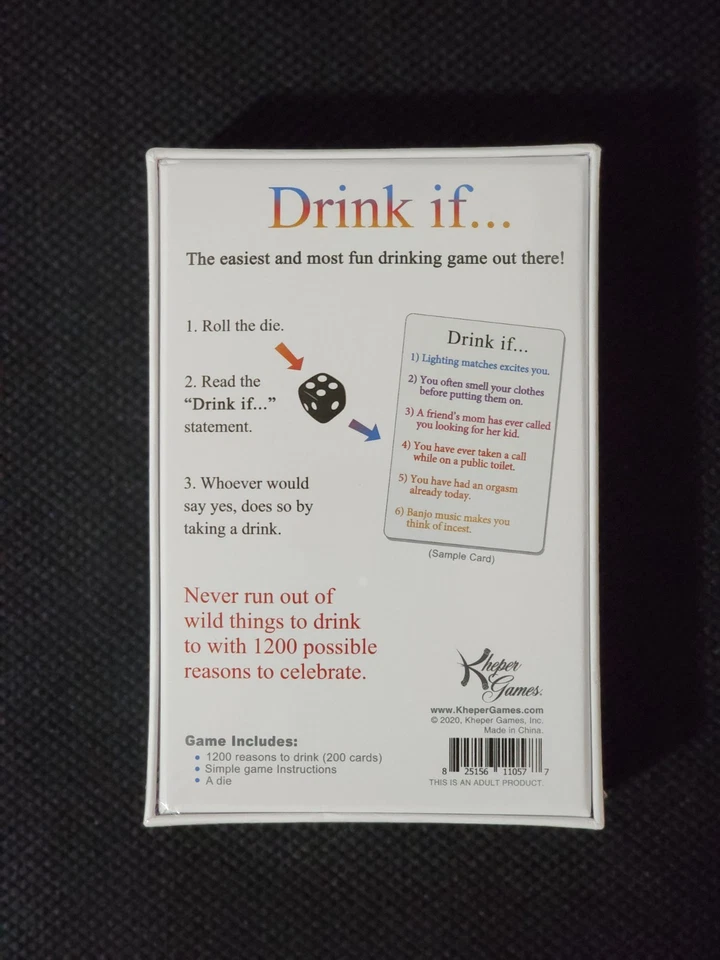 Drink if...
The easiest and most fun drinking game out there!
1. Roll the die.
2. Read the
“Drink if...”
statement.
3. Whoever would
say yes, does so by
taking a drink.
Drink if...
1) Lighting matches excites you.
2) You often smell your clothes
before putting them on.
3) A friend's mom has ever called
you looking for her kid.
4) You have ever taken a call
while on a public toilet.
5) You have had an orgasm
already today.
6) Banjo music makes you
think of incest.
(Sample Card)
Never run out of
wild things to drink
to with 1200 possible
reasons to celebrate.
Kheper
Games.
www.KheperGames.com
© 2020, Kheper Games, Inc.
Made in China.
8 25156 11057 7
THIS IS AN ADULT PRODUCT.
Game Includes:
• 1200 reasons to drink (200 cards)
• Simple game Instructions
• A die